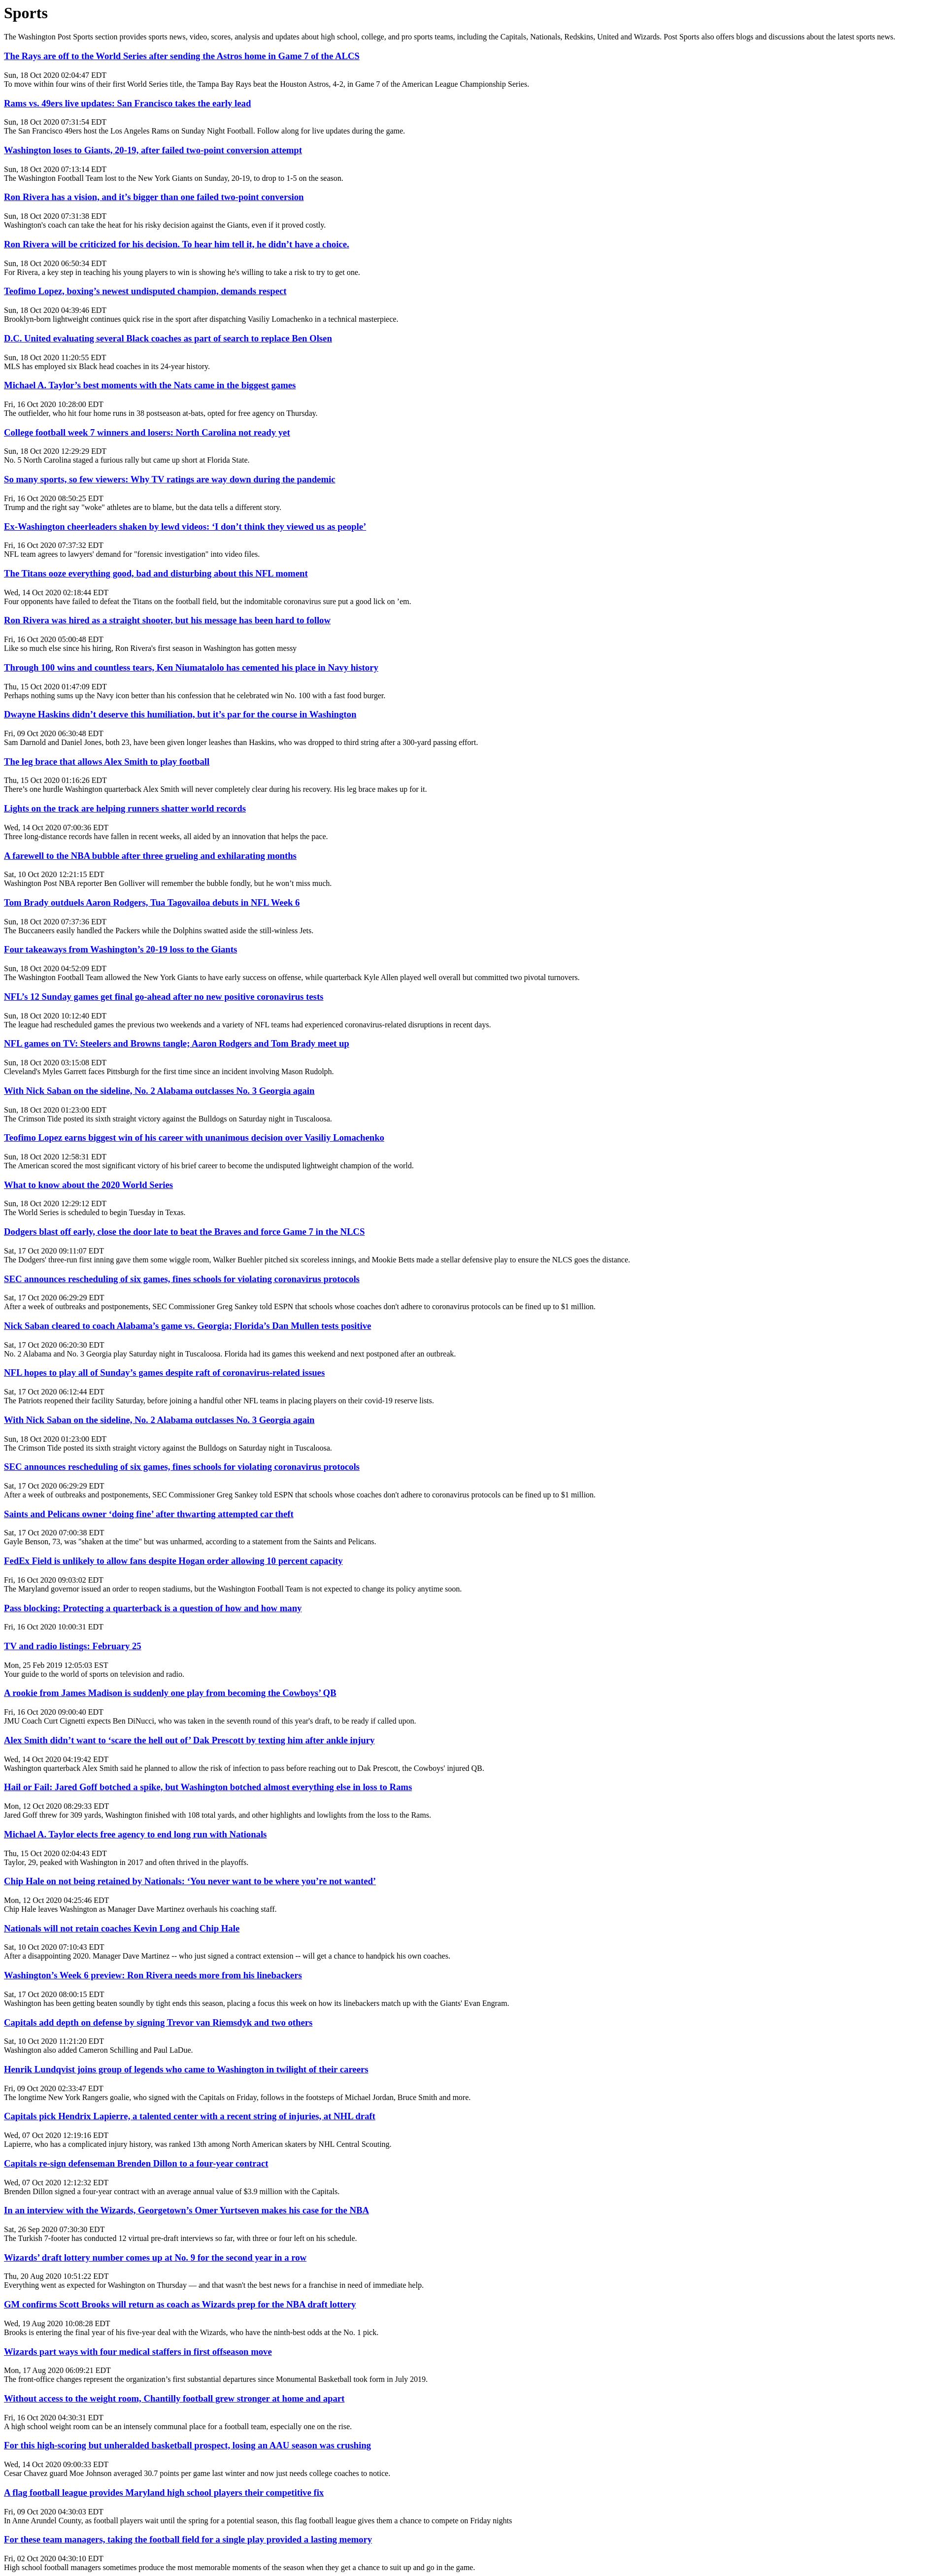 Sports
The Washington Post Sports section provides sports news, video, scores, analysis and updates about high school, college, and pro sports teams, including the Capitals, Nationals, Redskins, United and Wizards. Post Sports also offers blogs and discussions about the latest sports news.
The Rays are off to the World Series after sending the Astros home in Game 7 of the ALCS
Sun, 18 Oct 2020 02:04:47 EDT
To move within four wins of their first World Series title, the Tampa Bay Rays beat the Houston Astros, 4-2, in Game 7 of the American League Championship Series.
Rams vs. 49ers live updates: San Francisco takes the early lead
Sun, 18 Oct 2020 07:31:54 EDT
The San Francisco 49ers host the Los Angeles Rams on Sunday Night Football. Follow along for live updates during the game.
Washington loses to Giants, 20-19, after failed two-point conversion attempt
Sun, 18 Oct 2020 07:13:14 EDT
The Washington Football Team lost to the New York Giants on Sunday, 20-19, to drop to 1-5 on the season.
Ron Rivera has a vision, and it’s bigger than one failed two-point conversion
Sun, 18 Oct 2020 07:31:38 EDT
Washington's coach can take the heat for his risky decision against the Giants, even if it proved costly.
Ron Rivera will be criticized for his decision. To hear him tell it, he didn’t have a choice.
Sun, 18 Oct 2020 06:50:34 EDT
For Rivera, a key step in teaching his young players to win is showing he's willing to take a risk to try to get one.
Teofimo Lopez, boxing’s newest undisputed champion, demands respect
Sun, 18 Oct 2020 04:39:46 EDT
Brooklyn-born lightweight continues quick rise in the sport after dispatching Vasiliy Lomachenko in a technical masterpiece.
D.C. United evaluating several Black coaches as part of search to replace Ben Olsen
Sun, 18 Oct 2020 11:20:55 EDT
MLS has employed six Black head coaches in its 24-year history.
Michael A. Taylor’s best moments with the Nats came in the biggest games
Fri, 16 Oct 2020 10:28:00 EDT
The outfielder, who hit four home runs in 38 postseason at-bats, opted for free agency on Thursday.
College football week 7 winners and losers: North Carolina not ready yet
Sun, 18 Oct 2020 12:29:29 EDT
No. 5 North Carolina staged a furious rally but came up short at Florida State.
So many sports, so few viewers: Why TV ratings are way down during the pandemic
Fri, 16 Oct 2020 08:50:25 EDT
Trump and the right say "woke" athletes are to blame, but the data tells a different story.
Ex-Washington cheerleaders shaken by lewd videos: ‘I don’t think they viewed us as people’
Fri, 16 Oct 2020 07:37:32 EDT
NFL team agrees to lawyers' demand for "forensic investigation" into video files.
The Titans ooze everything good, bad and disturbing about this NFL moment
Wed, 14 Oct 2020 02:18:44 EDT
Four opponents have failed to defeat the Titans on the football field, but the indomitable coronavirus sure put a good lick on ’em.
Ron Rivera was hired as a straight shooter, but his message has been hard to follow
Fri, 16 Oct 2020 05:00:48 EDT
Like so much else since his hiring, Ron Rivera's first season in Washington has gotten messy
Through 100 wins and countless tears, Ken Niumatalolo has cemented his place in Navy history
Thu, 15 Oct 2020 01:47:09 EDT
Perhaps nothing sums up the Navy icon better than his confession that he celebrated win No. 100 with a fast food burger.
Dwayne Haskins didn’t deserve this humiliation, but it’s par for the course in Washington
Fri, 09 Oct 2020 06:30:48 EDT
Sam Darnold and Daniel Jones, both 23, have been given longer leashes than Haskins, who was dropped to third string after a 300-yard passing effort.
The leg brace that allows Alex Smith to play football
Thu, 15 Oct 2020 01:16:26 EDT
There’s one hurdle Washington quarterback Alex Smith will never completely clear during his recovery. His leg brace makes up for it.
Lights on the track are helping runners shatter world records
Wed, 14 Oct 2020 07:00:36 EDT
Three long-distance records have fallen in recent weeks, all aided by an innovation that helps the pace.
A farewell to the NBA bubble after three grueling and exhilarating months
Sat, 10 Oct 2020 12:21:15 EDT
Washington Post NBA reporter Ben Golliver will remember the bubble fondly, but he won’t miss much.
Tom Brady outduels Aaron Rodgers, Tua Tagovailoa debuts in NFL Week 6
Sun, 18 Oct 2020 07:37:36 EDT
The Buccaneers easily handled the Packers while the Dolphins swatted aside the still-winless Jets.
Four takeaways from Washington’s 20-19 loss to the Giants
Sun, 18 Oct 2020 04:52:09 EDT
The Washington Football Team allowed the New York Giants to have early success on offense, while quarterback Kyle Allen played well overall but committed two pivotal turnovers.
NFL’s 12 Sunday games get final go-ahead after no new positive coronavirus tests
Sun, 18 Oct 2020 10:12:40 EDT
The league had rescheduled games the previous two weekends and a variety of NFL teams had experienced coronavirus-related disruptions in recent days.
NFL games on TV: Steelers and Browns tangle; Aaron Rodgers and Tom Brady meet up
Sun, 18 Oct 2020 03:15:08 EDT
Cleveland's Myles Garrett faces Pittsburgh for the first time since an incident involving Mason Rudolph.
With Nick Saban on the sideline, No. 2 Alabama outclasses No. 3 Georgia again
Sun, 18 Oct 2020 01:23:00 EDT
The Crimson Tide posted its sixth straight victory against the Bulldogs on Saturday night in Tuscaloosa.
Teofimo Lopez earns biggest win of his career with unanimous decision over Vasiliy Lomachenko
Sun, 18 Oct 2020 12:58:31 EDT
The American scored the most significant victory of his brief career to become the undisputed lightweight champion of the world.
What to know about the 2020 World Series
Sun, 18 Oct 2020 12:29:12 EDT
The World Series is scheduled to begin Tuesday in Texas.
Dodgers blast off early, close the door late to beat the Braves and force Game 7 in the NLCS
Sat, 17 Oct 2020 09:11:07 EDT
The Dodgers' three-run first inning gave them some wiggle room, Walker Buehler pitched six scoreless innings, and Mookie Betts made a stellar defensive play to ensure the NLCS goes the distance.
SEC announces rescheduling of six games, fines schools for violating coronavirus protocols
Sat, 17 Oct 2020 06:29:29 EDT
After a week of outbreaks and postponements, SEC Commissioner Greg Sankey told ESPN that schools whose coaches don't adhere to coronavirus protocols can be fined up to $1 million.
Nick Saban cleared to coach Alabama’s game vs. Georgia; Florida’s Dan Mullen tests positive
Sat, 17 Oct 2020 06:20:30 EDT
No. 2 Alabama and No. 3 Georgia play Saturday night in Tuscaloosa. Florida had its games this weekend and next postponed after an outbreak.
NFL hopes to play all of Sunday’s games despite raft of coronavirus-related issues
Sat, 17 Oct 2020 06:12:44 EDT
The Patriots reopened their facility Saturday, before joining a handful other NFL teams in placing players on their covid-19 reserve lists.
With Nick Saban on the sideline, No. 2 Alabama outclasses No. 3 Georgia again
Sun, 18 Oct 2020 01:23:00 EDT
The Crimson Tide posted its sixth straight victory against the Bulldogs on Saturday night in Tuscaloosa.
SEC announces rescheduling of six games, fines schools for violating coronavirus protocols
Sat, 17 Oct 2020 06:29:29 EDT
After a week of outbreaks and postponements, SEC Commissioner Greg Sankey told ESPN that schools whose coaches don't adhere to coronavirus protocols can be fined up to $1 million.
Saints and Pelicans owner ‘doing fine’ after thwarting attempted car theft
Sat, 17 Oct 2020 07:00:38 EDT
Gayle Benson, 73, was "shaken at the time" but was unharmed, according to a statement from the Saints and Pelicans.
FedEx Field is unlikely to allow fans despite Hogan order allowing 10 percent capacity
Fri, 16 Oct 2020 09:03:02 EDT
The Maryland governor issued an order to reopen stadiums, but the Washington Football Team is not expected to change its policy anytime soon.
Pass blocking: Protecting a quarterback is a question of how and how many
Fri, 16 Oct 2020 10:00:31 EDT
TV and radio listings: February 25
Mon, 25 Feb 2019 12:05:03 EST
Your guide to the world of sports on television and radio.
A rookie from James Madison is suddenly one play from becoming the Cowboys’ QB
Fri, 16 Oct 2020 09:00:40 EDT
JMU Coach Curt Cignetti expects Ben DiNucci, who was taken in the seventh round of this year's draft, to be ready if called upon.
Alex Smith didn’t want to ‘scare the hell out of’ Dak Prescott by texting him after ankle injury
Wed, 14 Oct 2020 04:19:42 EDT
Washington quarterback Alex Smith said he planned to allow the risk of infection to pass before reaching out to Dak Prescott, the Cowboys' injured QB.
Hail or Fail: Jared Goff botched a spike, but Washington botched almost everything else in loss to Rams
Mon, 12 Oct 2020 08:29:33 EDT
Jared Goff threw for 309 yards, Washington finished with 108 total yards, and other highlights and lowlights from the loss to the Rams.
Michael A. Taylor elects free agency to end long run with Nationals
Thu, 15 Oct 2020 02:04:43 EDT
Taylor, 29, peaked with Washington in 2017 and often thrived in the playoffs.
Chip Hale on not being retained by Nationals: ‘You never want to be where you’re not wanted’
Mon, 12 Oct 2020 04:25:46 EDT
Chip Hale leaves Washington as Manager Dave Martinez overhauls his coaching staff.
Nationals will not retain coaches Kevin Long and Chip Hale
Sat, 10 Oct 2020 07:10:43 EDT
After a disappointing 2020. Manager Dave Martinez -- who just signed a contract extension -- will get a chance to handpick his own coaches.
Washington’s Week 6 preview: Ron Rivera needs more from his linebackers
Sat, 17 Oct 2020 08:00:15 EDT
Washington has been getting beaten soundly by tight ends this season, placing a focus this week on how its linebackers match up with the Giants' Evan Engram.
Capitals add depth on defense by signing Trevor van Riemsdyk and two others
Sat, 10 Oct 2020 11:21:20 EDT
Washington also added Cameron Schilling and Paul LaDue.
Henrik Lundqvist joins group of legends who came to Washington in twilight of their careers
Fri, 09 Oct 2020 02:33:47 EDT
The longtime New York Rangers goalie, who signed with the Capitals on Friday, follows in the footsteps of Michael Jordan, Bruce Smith and more.
Capitals pick Hendrix Lapierre, a talented center with a recent string of injuries, at NHL draft
Wed, 07 Oct 2020 12:19:16 EDT
Lapierre, who has a complicated injury history, was ranked 13th among North American skaters by NHL Central Scouting.
Capitals re-sign defenseman Brenden Dillon to a four-year contract
Wed, 07 Oct 2020 12:12:32 EDT
Brenden Dillon signed a four-year contract with an average annual value of $3.9 million with the Capitals.
In an interview with the Wizards, Georgetown’s Omer Yurtseven makes his case for the NBA
Sat, 26 Sep 2020 07:30:30 EDT
The Turkish 7-footer has conducted 12 virtual pre-draft interviews so far, with three or four left on his schedule.
Wizards’ draft lottery number comes up at No. 9 for the second year in a row
Thu, 20 Aug 2020 10:51:22 EDT
Everything went as expected for Washington on Thursday — and that wasn't the best news for a franchise in need of immediate help.
GM confirms Scott Brooks will return as coach as Wizards prep for the NBA draft lottery
Wed, 19 Aug 2020 10:08:28 EDT
Brooks is entering the final year of his five-year deal with the Wizards, who have the ninth-best odds at the No. 1 pick.
Wizards part ways with four medical staffers in first offseason move
Mon, 17 Aug 2020 06:09:21 EDT
The front-office changes represent the organization’s first substantial departures since Monumental Basketball took form in July 2019.
Without access to the weight room, Chantilly football grew stronger at home and apart
Fri, 16 Oct 2020 04:30:31 EDT
A high school weight room can be an intensely communal place for a football team, especially one on the rise.
For this high-scoring but unheralded basketball prospect, losing an AAU season was crushing
Wed, 14 Oct 2020 09:00:33 EDT
Cesar Chavez guard Moe Johnson averaged 30.7 points per game last winter and now just needs college coaches to notice.
A flag football league provides Maryland high school players their competitive fix
Fri, 09 Oct 2020 04:30:03 EDT
In Anne Arundel County, as football players wait until the spring for a potential season, this flag football league gives them a chance to compete on Friday nights
For these team managers, taking the football field for a single play provided a lasting memory
Fri, 02 Oct 2020 04:30:10 EDT
High school football managers sometimes produce the most memorable moments of the season when they get a chance to suit up and go in the game.